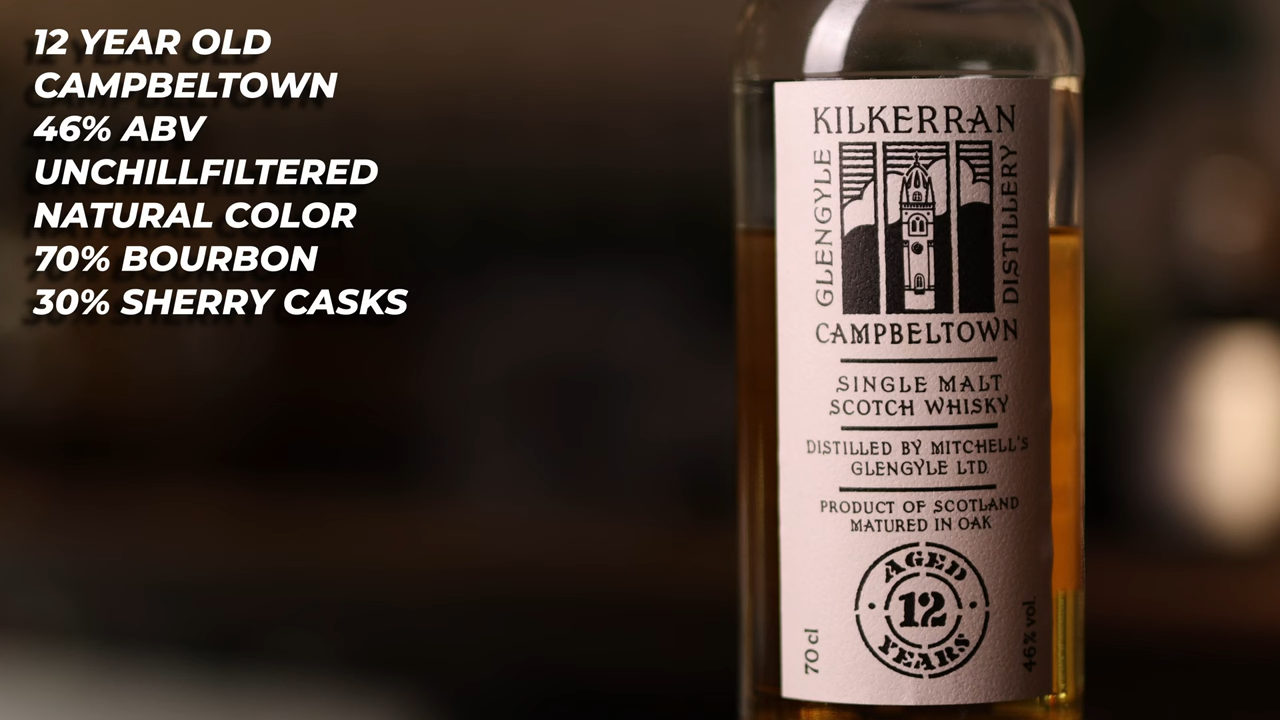 12 YEAR OLD
CAMPBELTOWN
46% ABV
UNCHILLFILTERED
NATURAL COLOR
70% BOURBON
30% SHERRY CASKS
KILKERRAN
GLENGYLE
DISTILLERY
CAMPBELTOWN
SINGLE MALT
SCOTCH WHISKY
DISTILLED BY MITCHELL'S
GLENGYLE LTD
PRODUCT OF SCOTLAND
MATURED IN OAK
AGED
12
YEARS
70 cl
46% vol